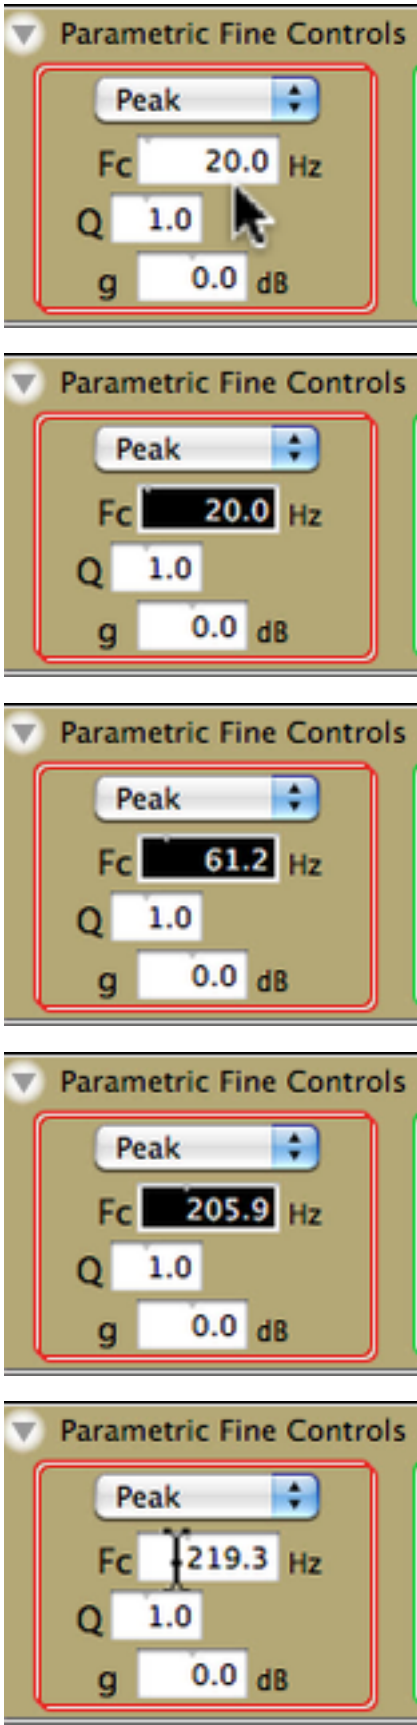 Parametric Fine Controls
Peak
Fc 20.0 Hz
Q 1.0
g 0.0 dB
Parametric Fine Controls
Peak
Fc 20.0 Hz
Q 1.0
g 0.0 dB
Parametric Fine Controls
Peak
Fc 61.2 Hz
Q 1.0
g 0.0 dB
Parametric Fine Controls
Peak
Fc 205.9 Hz
Q 1.0
g 0.0 dB
Parametric Fine Controls
Peak
Fc 219.3 Hz
Q 1.0
g 0.0 dB